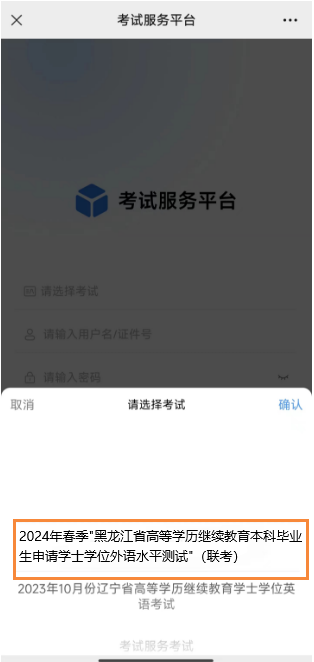 考试服务平台
考试服务平台
请选择考试
请输入用户名/证件号
请输入密码
取消 请选择考试 确认
2024年春季"黑龙江省高等学历继续教育本科毕业
生申请学士学位外语水平测试"（联考）
2023年10月份辽宁省高等学历继续教育学士学位英
语考试
考试服务考试